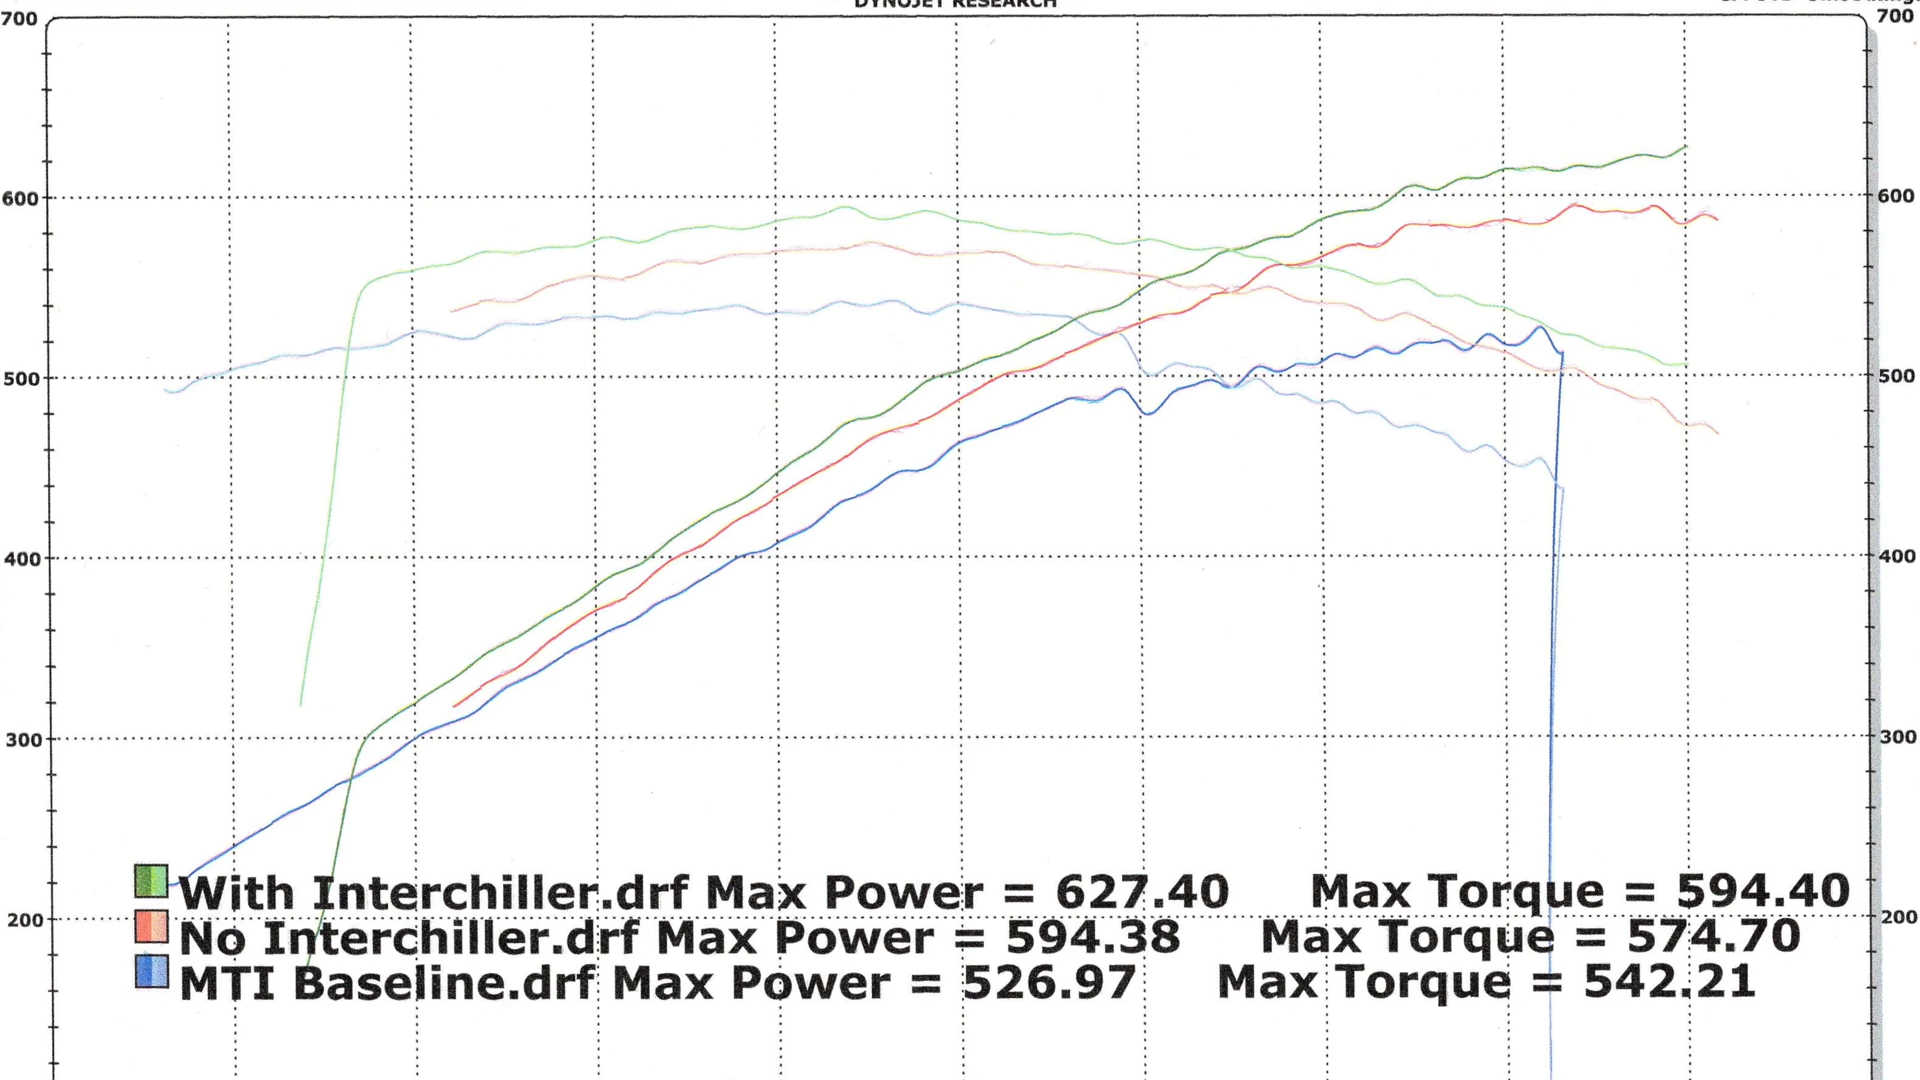 DYNOJET RESEARCH
700 700
600 600
500 500
400 400
300 300
With Interchiller.drf Max Power = 627.40 Max Torque = 594.40
200 200
No Interchiller.drf Max Power = 594.38 Max Torque = 574.70
MTI Baseline.drf Max Power = 526.97 Max Torque = 542.21